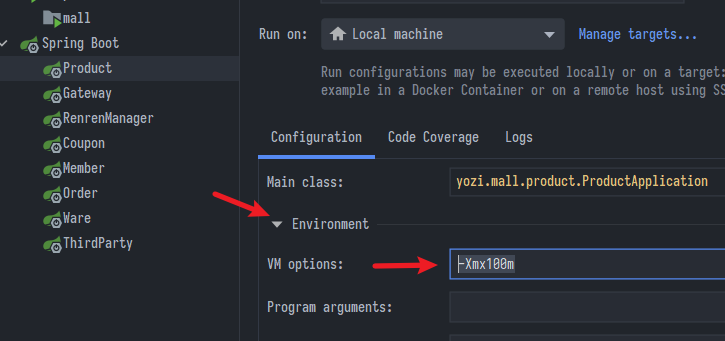 mall
Spring Boot
Product
Gateway
RenrenManager
Coupon
Member
Order
Ware
ThirdParty
Run on:
Local machine
Manage targets...
Run configurations may be executed locally or on a target:
example in a Docker Container or on a remote host using SS
Configuration
Code Coverage
Logs
Main class:
yozi.mall.product.ProductApplication
Environment
VM options:
-Xmx100m
Program arguments: